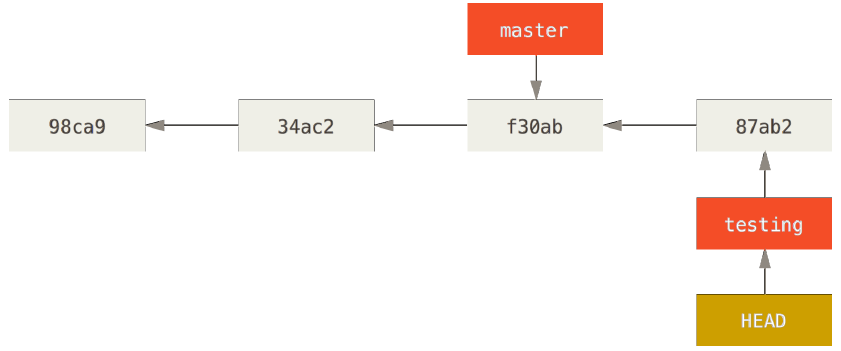 master
98ca9
34ac2
f30ab
87ab2
testing
HEAD